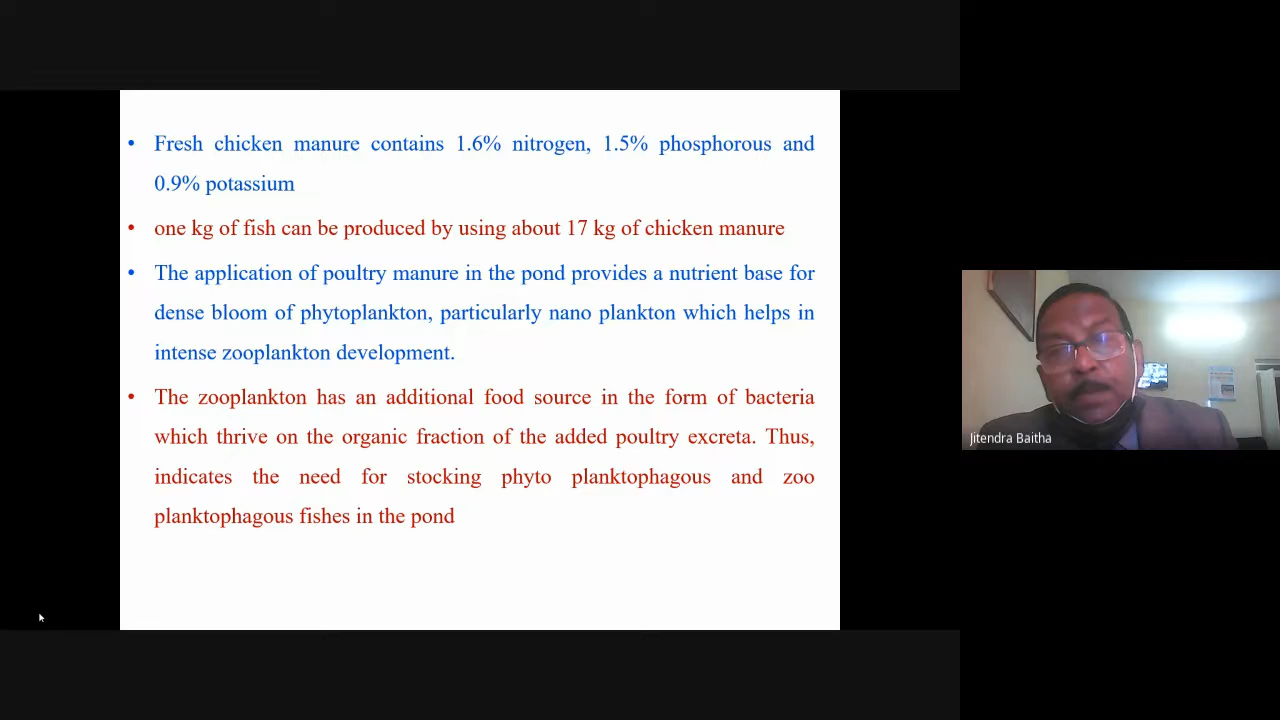 • Fresh chicken manure contains 1.6% nitrogen, 1.5% phosphorous and
0.9% potassium
• one kg of fish can be produced by using about 17 kg of chicken manure
• The application of poultry manure in the pond provides a nutrient base for
dense bloom of phytoplankton, particularly nano plankton which helps in
intense zooplankton development.
• The zooplankton has an additional food source in the form of bacteria
which thrive on the organic fraction of the added poultry excreta. Thus,
indicates the need for stocking phyto planktophagous and zoo
planktophagous fishes in the pond
Jitendra Baitha